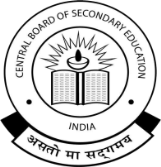 CENTRAL BOARD OF SECONDARY EDUCATION
INDIA
असतो मा सद्गमय